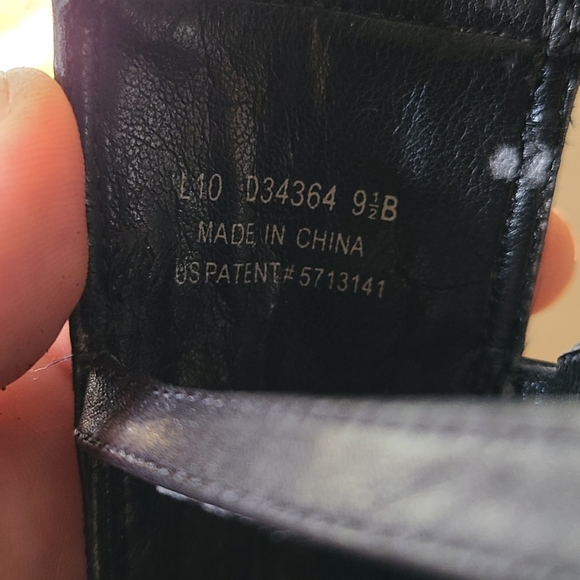 L10 D34364 9½B
MADE IN CHINA
US PATENT # 5713141